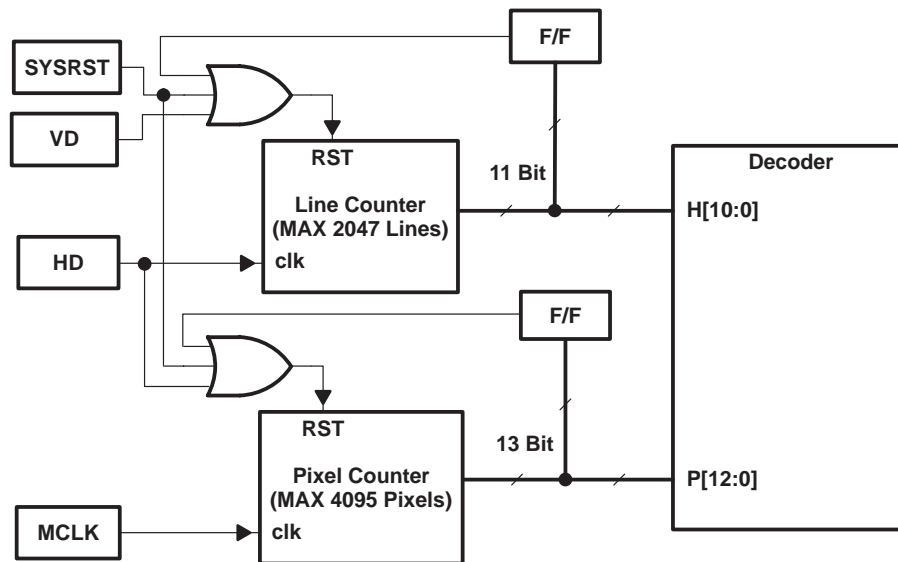 F/F
SYSRST
VD
RST
Line Counter
(MAX 2047 Lines)
clk
11 Bit
Decoder
H[10:0]
HD
F/F
RST
Pixel Counter
(MAX 4095 Pixels)
clk
13 Bit
P[12:0]
MCLK